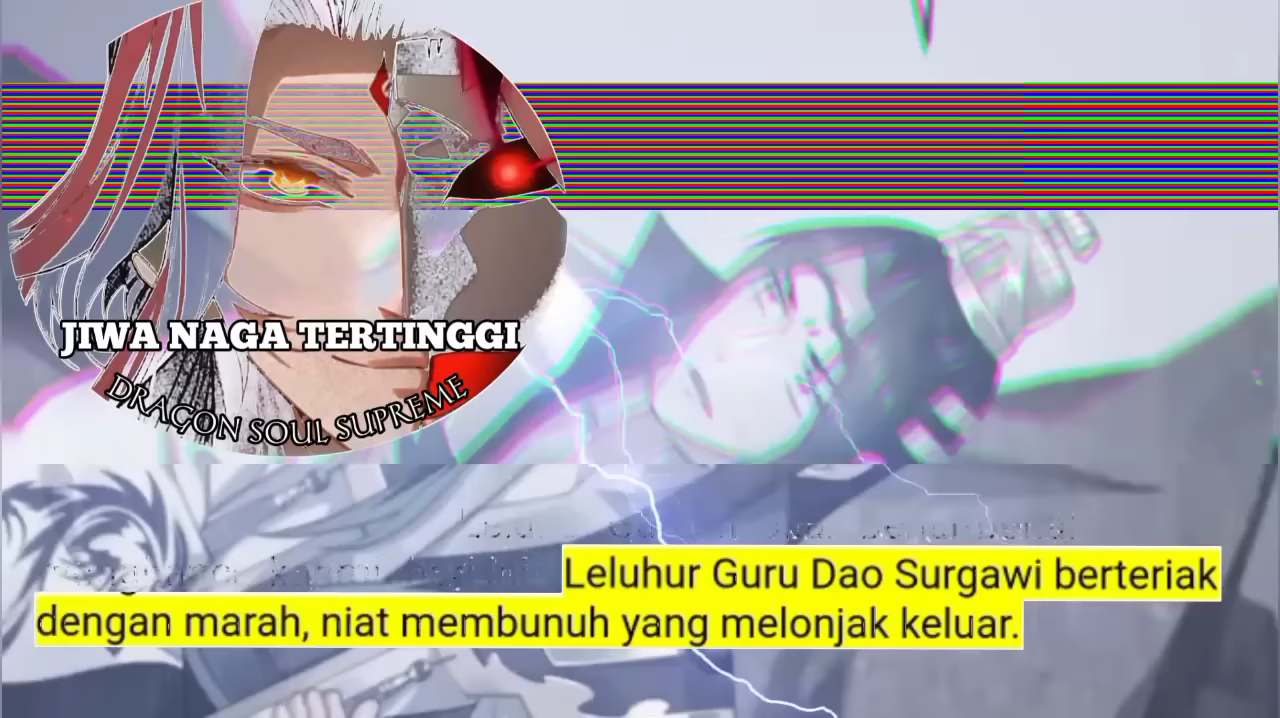 JIWA NAGA TERTINGGI
DRAGON SOUL SUPREME
Leluhur Guru Dao Surgawi berteriak
dengan marah, niat membunuh yang melonjak keluar.